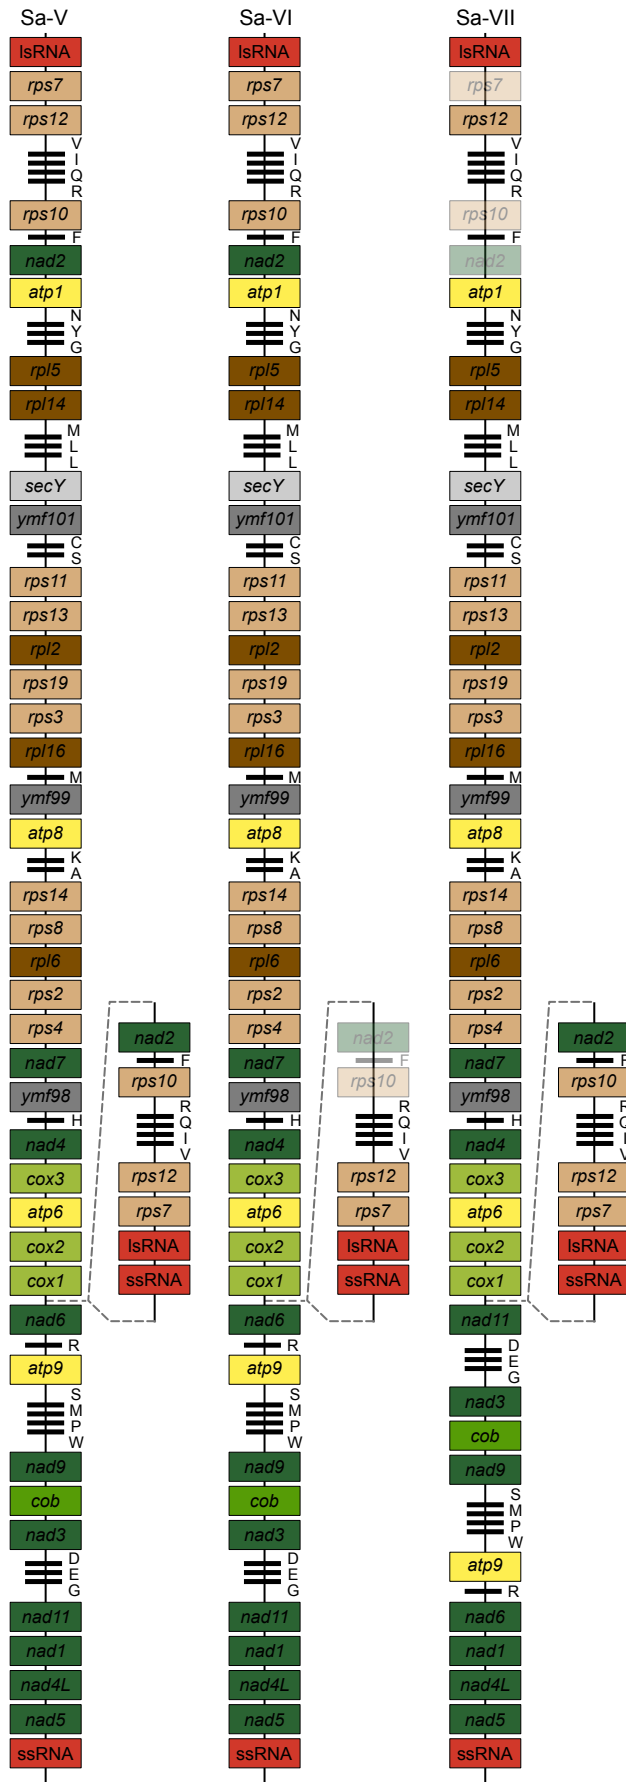 Sa-V Sa-VI Sa-VII
lsRNA lsRNA lsRNA
rps7 rps7 rps7
rps12 rps12 rps12
V V V
I I I
Q Q Q
R R R
rps10 rps10 rps10
F F F
nad2 nad2 nad2
atp1 atp1 atp1
N N N
Y Y Y
G G G
rpl5 rpl5 rpl5
rpl14 rpl14 rpl14
M M M
L L L
L L L
secY secY secY
ymf101 ymf101 ymf101
C C C
S S S
rps11 rps11 rps11
rps13 rps13 rps13
rpl2 rpl2 rpl2
rps19 rps19 rps19
rps3 rps3 rps3
rpl16 rpl16 rpl16
M M M
ymf99 ymf99 ymf99
atp8 atp8 atp8
K K K
A A A
rps14 rps14 rps14
rps8 rps8 rps8
rpl6 rpl6 rpl6
rps2 rps2 rps2
rps4 nad2 rps4 nad2 rps4 nad2
nad7 F nad7 F nad7 F
rps10 rps10 rps10
ymf98 R ymf98 R ymf98 R
H Q H Q H Q
nad4 I nad4 I nad4 I
V V V
cox3 rps12 cox3 rps12 cox3 rps12
atp6 rps7 atp6 rps7 atp6 rps7
cox2 lsRNA cox2 lsRNA cox2 lsRNA
cox1 ssRNA cox1 ssRNA cox1 ssRNA
nad6 nad6 nad11
R R D
atp9 atp9 E
G
S S nad3
M M
P P cob
W W
nad9 nad9 nad9
cob cob S
M
nad3 nad3 P
W
D D atp9
E E
G G R
nad11 nad11 nad6
nad1 nad1 nad1
nad4L nad4L nad4L
nad5 nad5 nad5
ssRNA ssRNA ssRNA